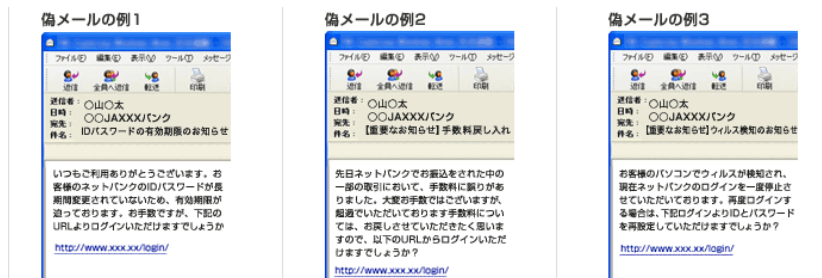 偽メールの例1
ファイル(F) 編集(E) 表示(V) ツール(T) メッセージ
返信 全員へ返信 転送 印刷
送信者: ○山○太
日時:
宛先: ○○JAXXXバンク
件名: IDパスワードの有効期限のお知らせ
いつもご利用ありがとうございます。お
客様のネットバンクのIDパスワードが長
期間変更されていないため、有効期限が
迫っております。お手数ですが、下記の
URLよりログインいただけますでしょうか
http://www.xxx.xx/login/
偽メールの例2
ファイル(F) 編集(E) 表示(V) ツール(T) メッセージ
返信 全員へ返信 転送 印刷
送信者: ○山○太
日時:
宛先: ○○JAXXXバンク
件名: 【重要なお知らせ】手数料戻し入れ
先日ネットバンクでお振込をされた中の
一部の取引において、手数料に誤りがあ
りました。大変お手数ではございますが、
超過でいただいております手数料につい
ては、お戻しさせていただきたく思いま
すので、以下のURLからログインいただ
けますでしょうか？
http://www.xxx.xx/login/
偽メールの例3
ファイル(F) 編集(E) 表示(V) ツール(T) メッセージ
返信 全員へ返信 転送 印刷
送信者: ○山○太
日時:
宛先: ○○JAXXXバンク
件名: 【重要なお知らせ】ウィルス検知のお知らせ
お客様のパソコンでウィルスが検知され、
現在ネットバンクのログインを一度停止さ
せていただいております。再度ログインす
る場合は、下記ログインよりIDとパスワード
を再設定していただけますでしょうか？
http://www.xxx.xx/login/